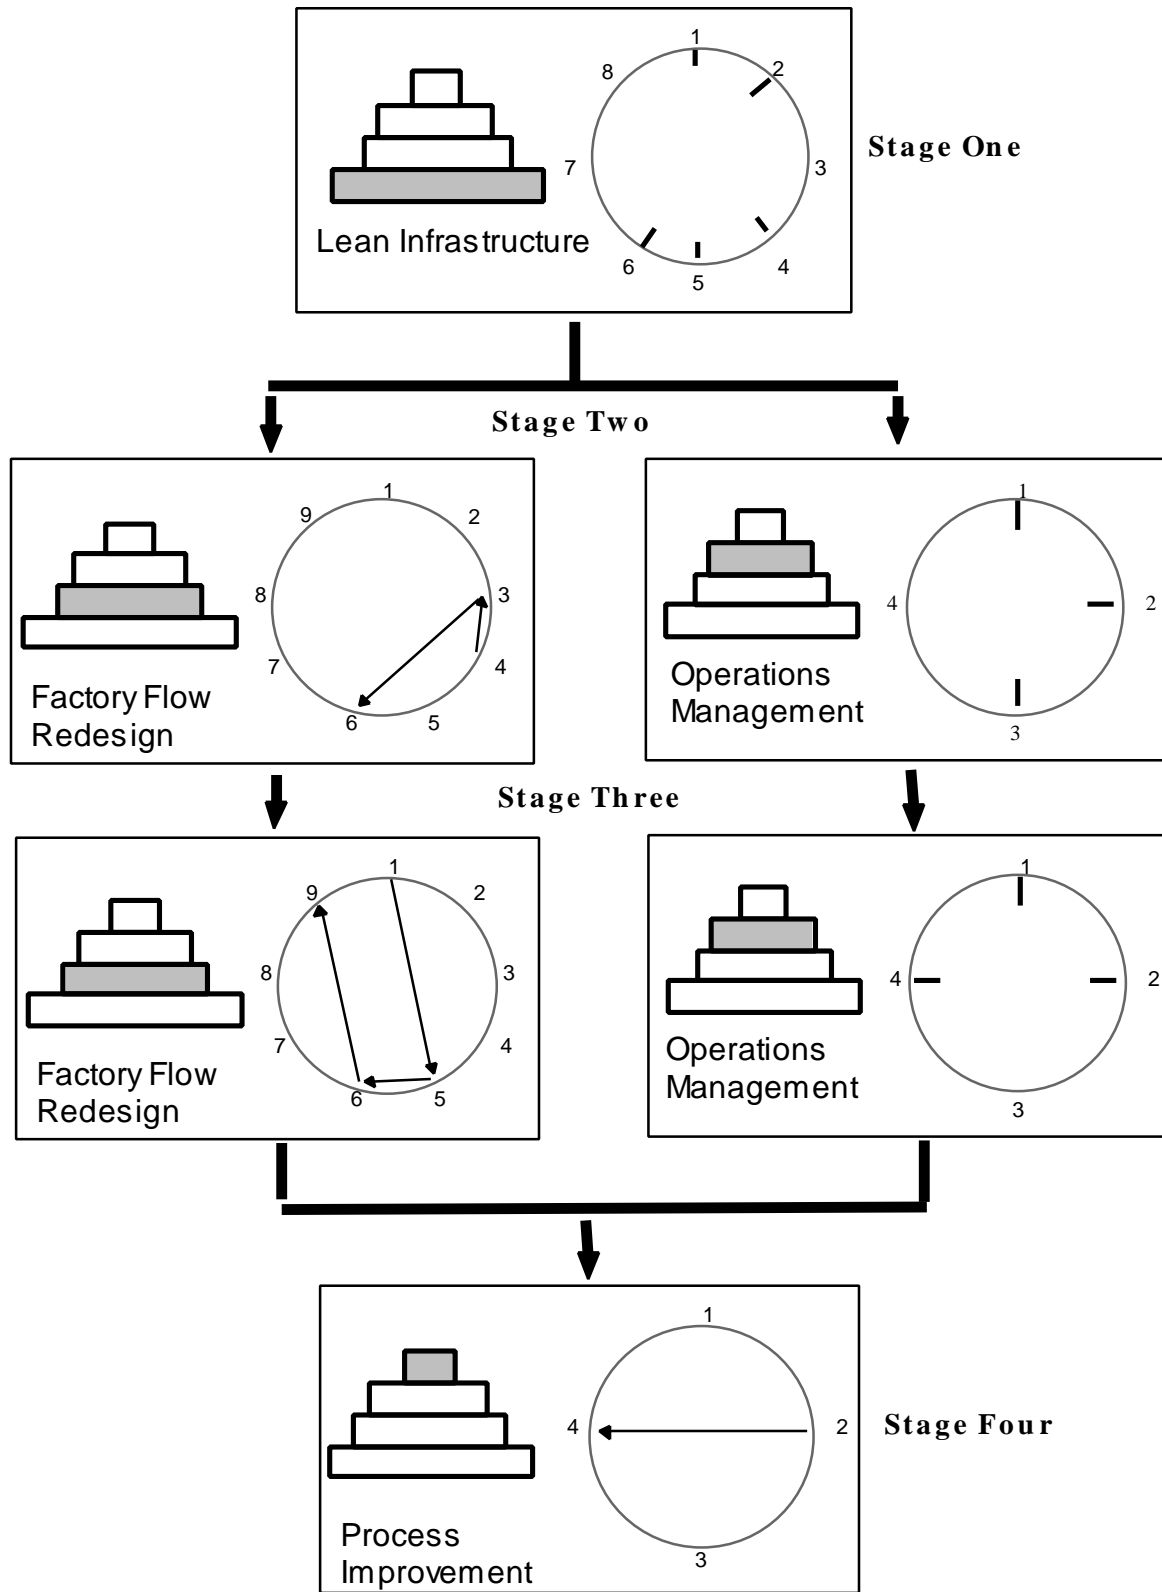 1
8
2
Stage One
7
3
Lean Infrastructure
6
4
5
Stage Two
1
9
2
8
3
7
4
6
5
Factory Flow
Redesign
1
4
2
Operations
Management
3
Stage Three
1
9
2
8
3
7
4
6
5
Factory Flow
Redesign
1
4
2
Operations
Management
3
1
4
2
Stage Four
Process
Improvement
3